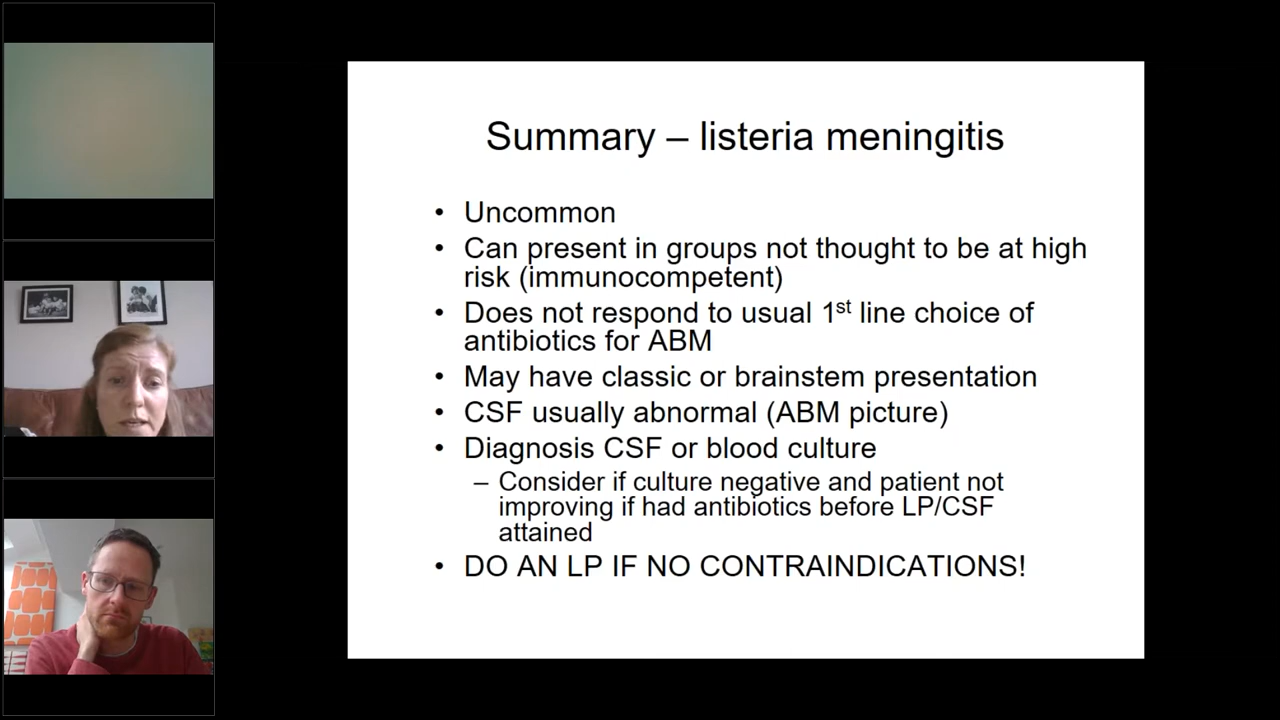 Summary – listeria meningitis
• Uncommon
• Can present in groups not thought to be at high
risk (immunocompetent)
• Does not respond to usual 1st line choice of
antibiotics for ABM
• May have classic or brainstem presentation
• CSF usually abnormal (ABM picture)
• Diagnosis CSF or blood culture
– Consider if culture negative and patient not
improving if had antibiotics before LP/CSF
attained
• DO AN LP IF NO CONTRAINDICATIONS!